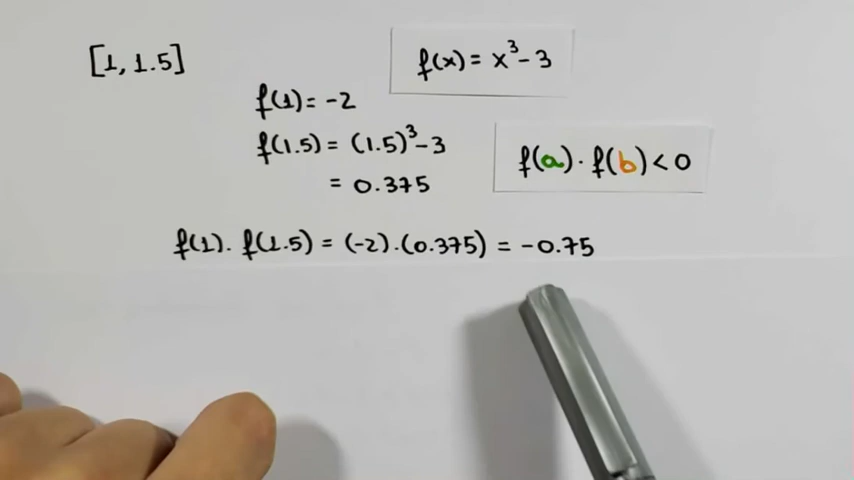 [1, 1.5]
f(x) = x³ - 3
f(1) = -2
f(1.5) = (1.5)³ - 3
= 0.375
f(a) · f(b) < 0
f(1) . f(1.5) = (-2) . (0.375) = -0.75